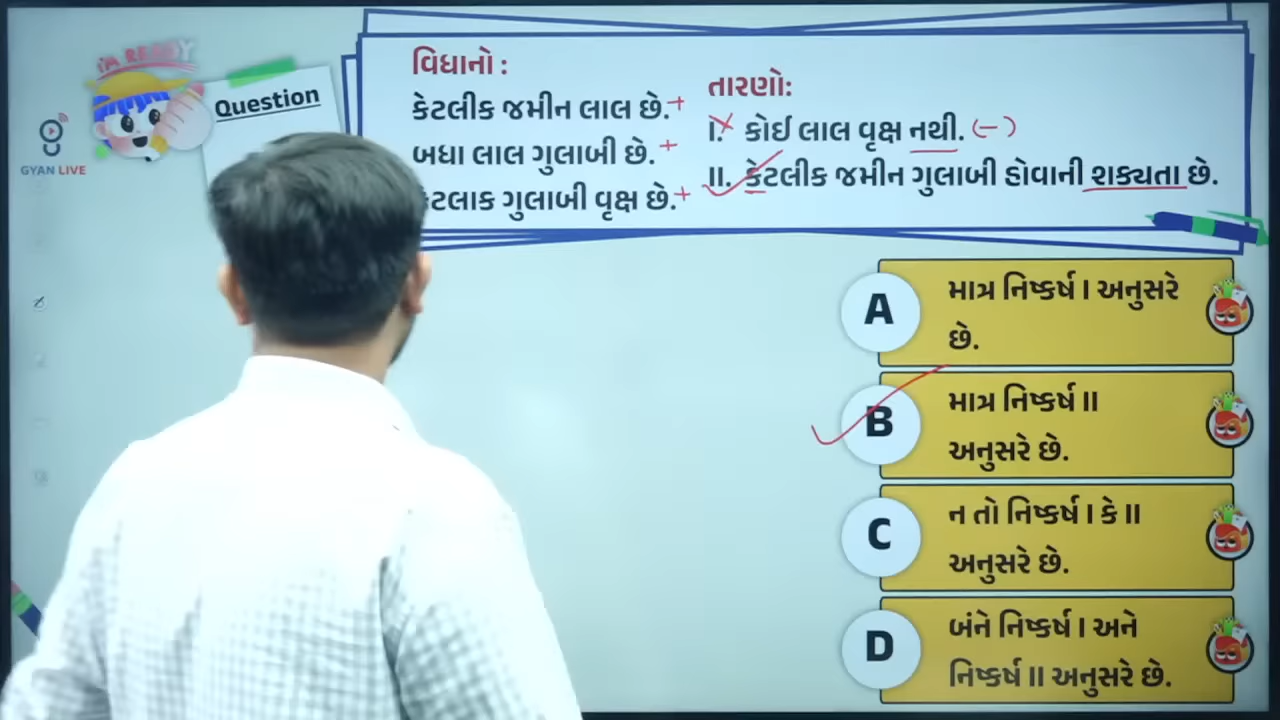 I'M READY
Question
GYAN LIVE
વિધાનો :
કેટલીક જમીન લાલ છે.+
બધા લાલ ગુલાબી છે.+
ગુલાબી વૃક્ષ છે.+
તારણો:
I. કોઈ લાલ વૃક્ષ નથી. (-)
II. કેટલીક જમીન ગુલાબી હોવાની શક્યતા છે.
A
માત્ર નિષ્કર્ષ I અનુસરે
છે.
B
માત્ર નિષ્કર્ષ II
અનુસરે છે.
C
ન તો નિષ્કર્ષ I કે II
અનુસરે છે.
D
બંને નિષ્કર્ષ I અને
નિષ્કર્ષ II અનુસરે છે.